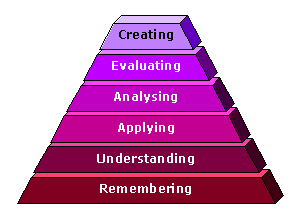 Creating
Evaluating
Analysing
Applying
Understanding
Remembering